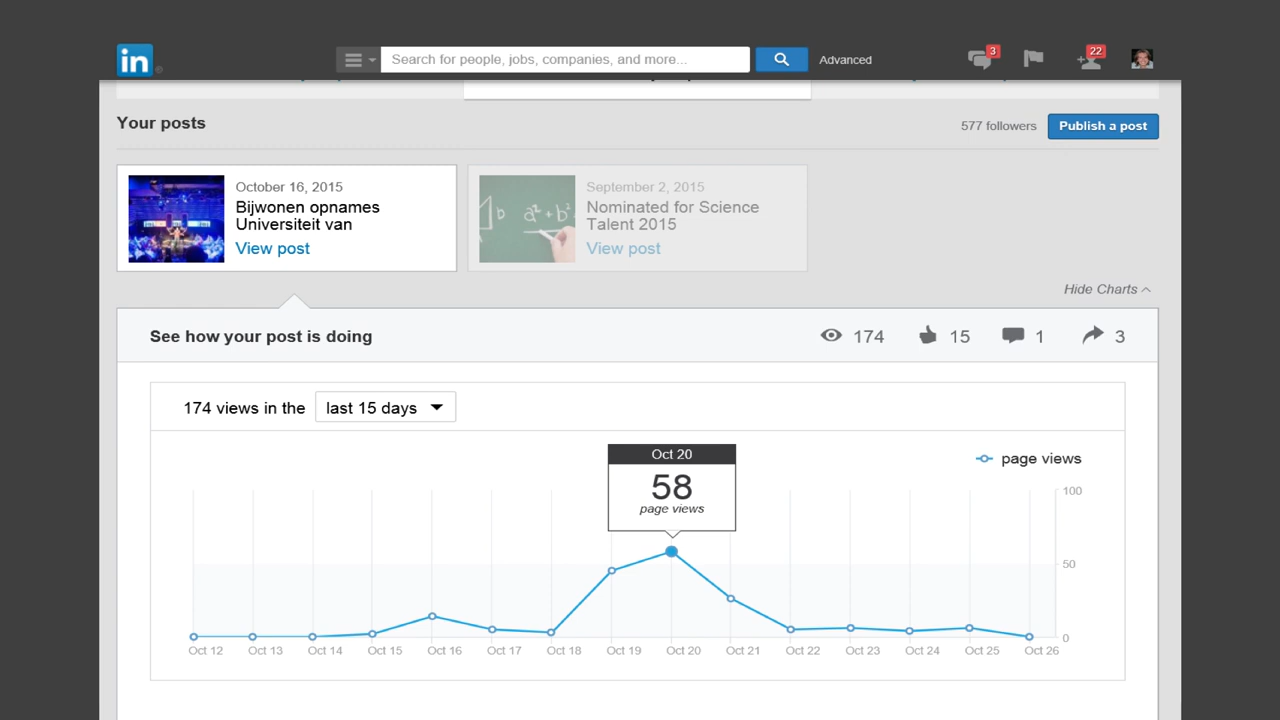 in
Search for people, jobs, companies, and more...
Advanced
3
22
Your posts
577 followers
Publish a post
October 16, 2015
Bijwonen opnames
Universiteit van
View post
September 2, 2015
Nominated for Science
Talent 2015
View post
b a²+b²
Hide Charts
See how your post is doing
174
15
1
3
174 views in the
last 15 days
Oct 20
58
page views
page views
100
50
0
Oct 12 Oct 13 Oct 14 Oct 15 Oct 16 Oct 17 Oct 18 Oct 19 Oct 20 Oct 21 Oct 22 Oct 23 Oct 24 Oct 25 Oct 26